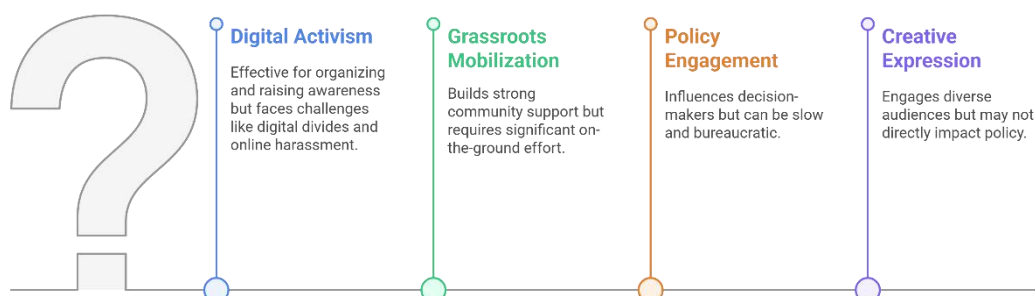 Digital Activism
Effective for organizing
and raising awareness
but faces challenges
like digital divides and
online harassment.
Grassroots
Mobilization
Builds strong
community support but
requires significant on-
the-ground effort.
Policy
Engagement
Influences decision-
makers but can be slow
and bureaucratic.
Creative
Expression
Engages diverse
audiences but may not
directly impact policy.